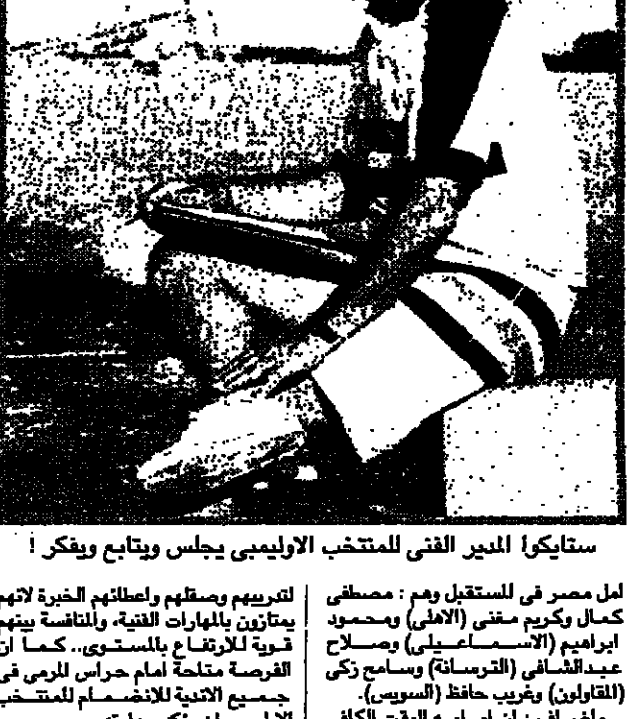 ستايكوا المدير الفنى للمنتخب الاوليمبى يجلس ويتابع ويفكر !
امل مصر فى المستقبل وهم : مصطفى
كمال وكريم مغنى (الاهلى) ومحمود
ابراهيم (الاسماعيلى) وصلاح
عبدالشافى (الترسانة) وسامح زكى
(المقاولون) وغريب حافظ (السويس).
لتدريبهم وصقلهم واعطائهم الخبرة لانهم
يمتازون بالمهارات الفنية، والمنافسة بينهم
قوية للارتفاع بالمستوى.. كما ان
الفرصة متاحة امام حراس المرمى فى
جميع الاندية للانضمام للمنتخب